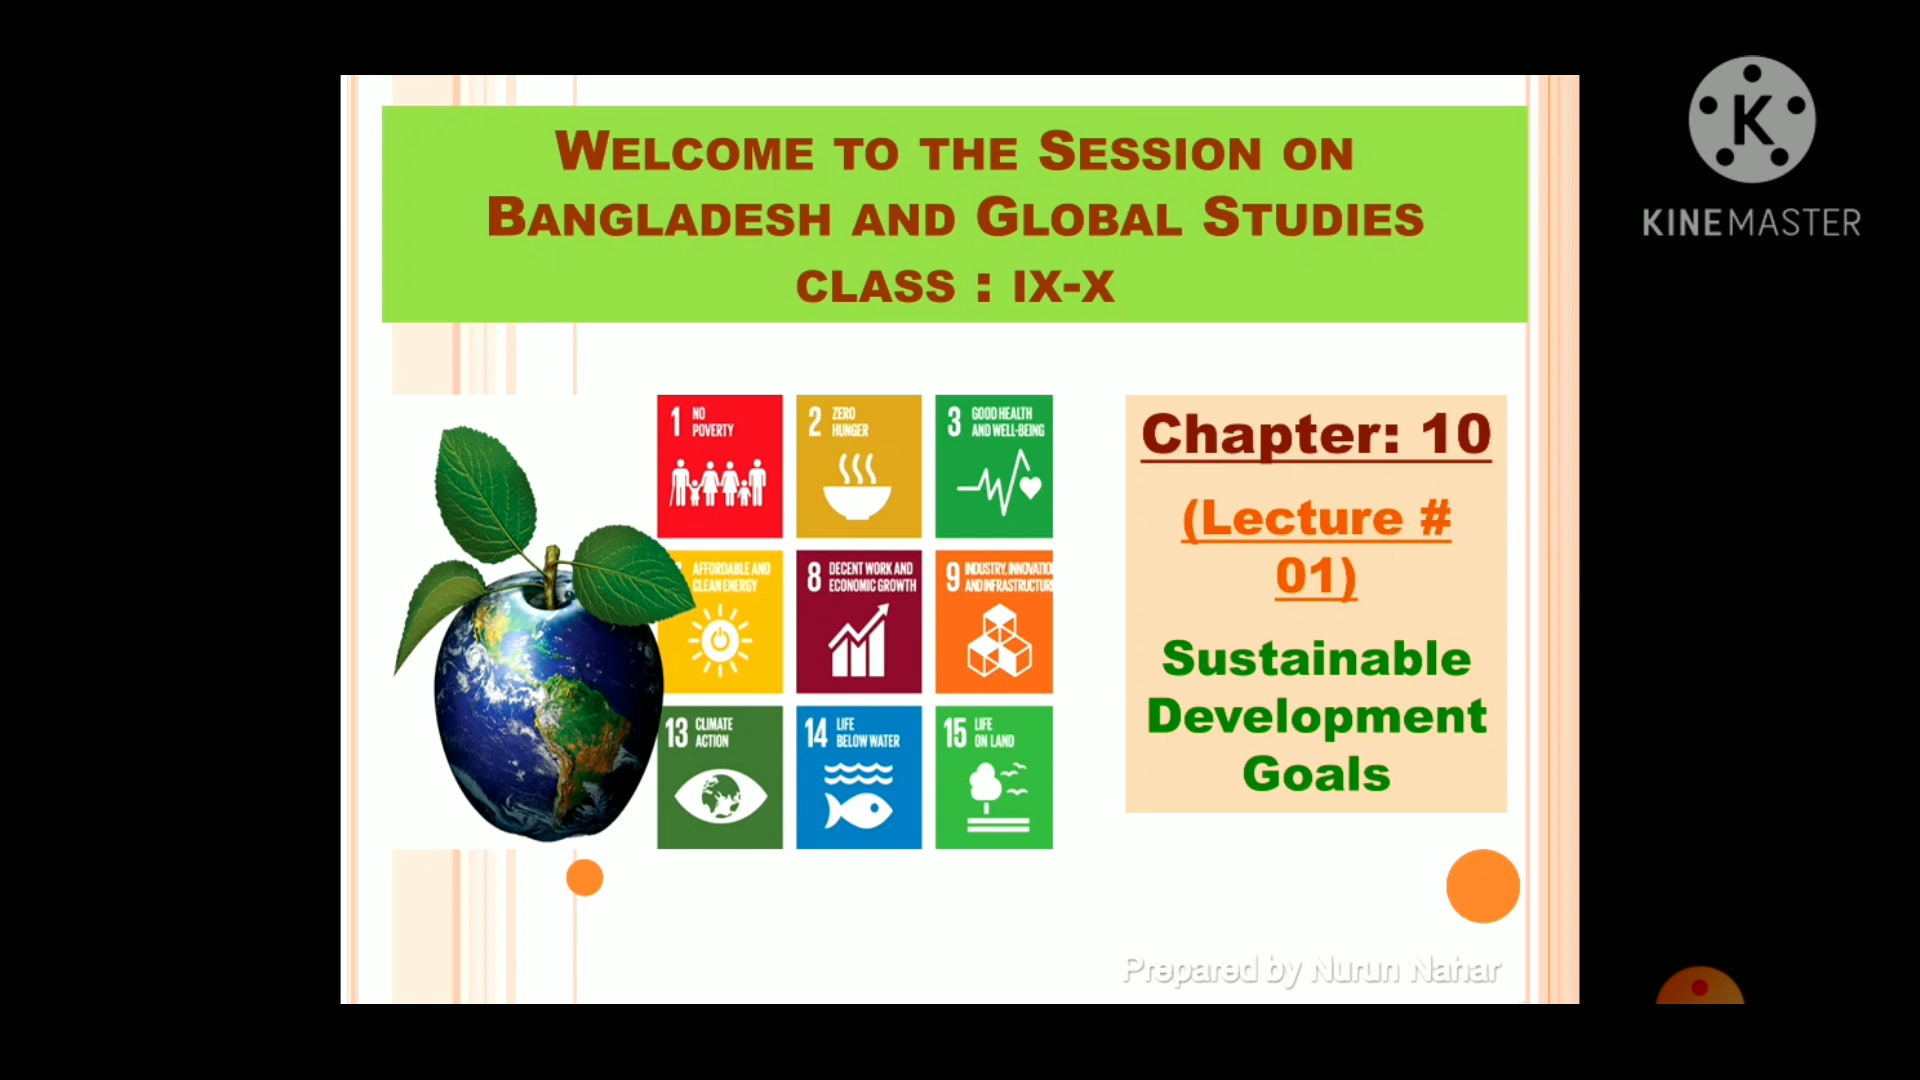 WELCOME TO THE SESSION ON
BANGLADESH AND GLOBAL STUDIES
CLASS : IX-X
1 NO
POVERTY
2 ZERO
HUNGER
3 GOOD HEALTH
AND WELL-BEING
AFFORDABLE AND
CLEAN ENERGY
8 DECENT WORK AND
ECONOMIC GROWTH
9 INDUSTRY, INNOVATIO
AND INFRASTRUCTUR
13 CLIMATE
ACTION
14 LIFE
BELOW WATER
15 LIFE
ON LAND
Chapter: 10
(Lecture #
01)
Sustainable
Development
Goals
Prepared by Nurun Nahar
K
KINEMASTER